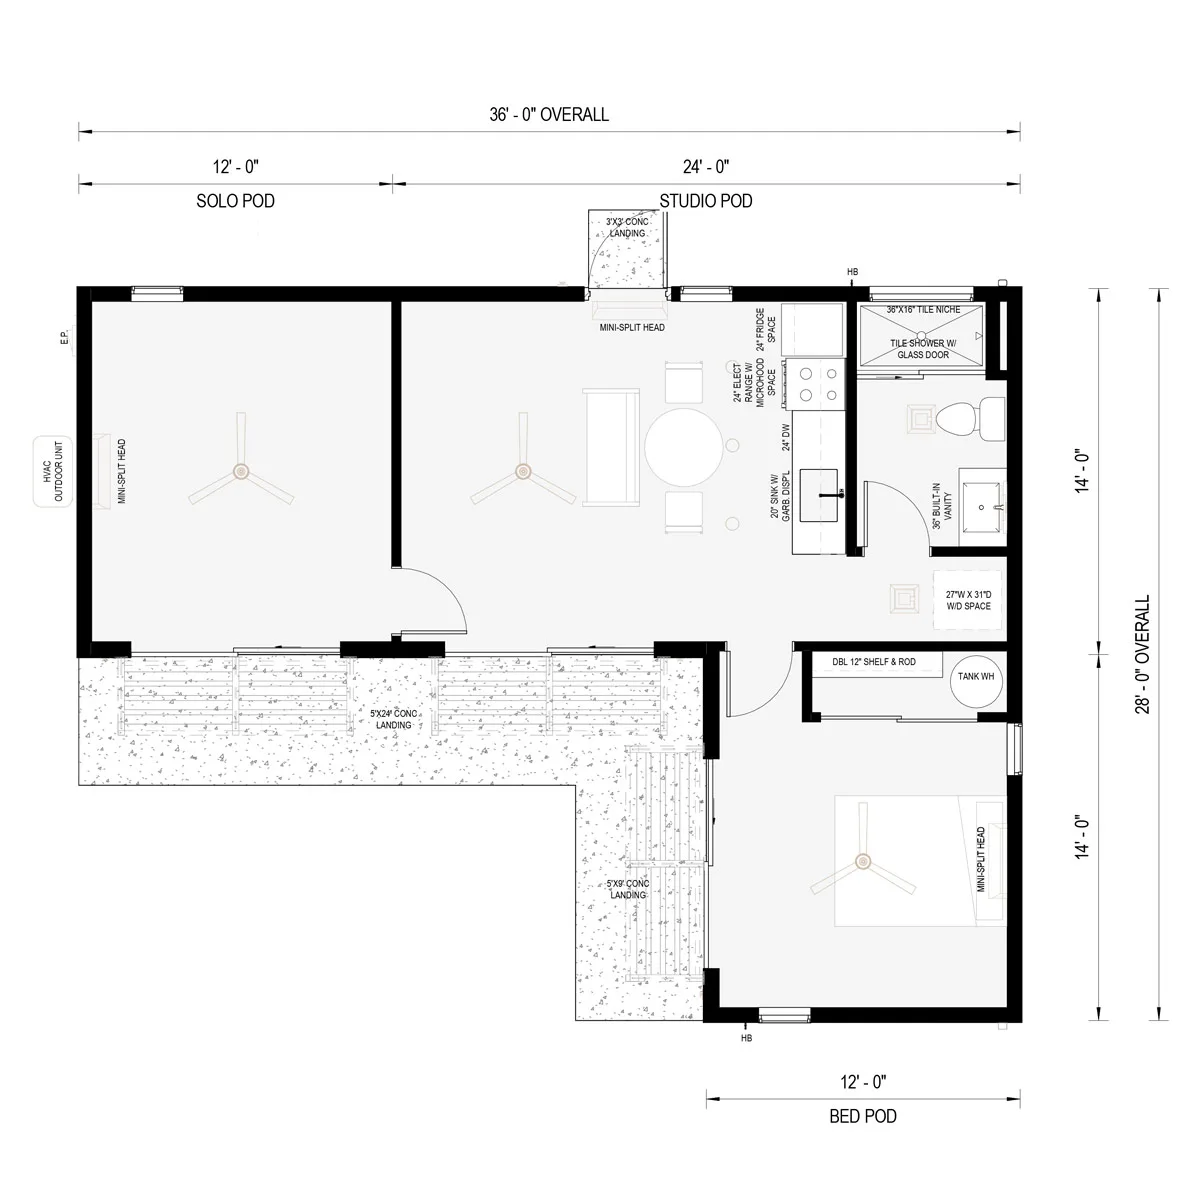 36' - 0" OVERALL
12' - 0"
24' - 0"
SOLO POD
STUDIO POD
3'X3' CONC
LANDING
HB
36"X16" TILE NICHE
MINI-SPLIT HEAD
24" FRIDGE
SPACE
TILE SHOWER W/
GLASS DOOR
E.P.
24" ELECT
RANGE W/
MICROHOOD
SPACE
HVAC
OUTDOOR UNIT
MINI-SPLIT HEAD
24" DW
20" SINK W/
GARB. DISP'L
36" BUILT-IN
VANITY
14' - 0"
27"W X 31"D
W/D SPACE
28' - 0" OVERALL
DBL 12" SHELF & ROD
TANK WH
5'X24' CONC
LANDING
14' - 0"
MINI-SPLIT HEAD
5'X9' CONC
LANDING
HB
12' - 0"
BED POD